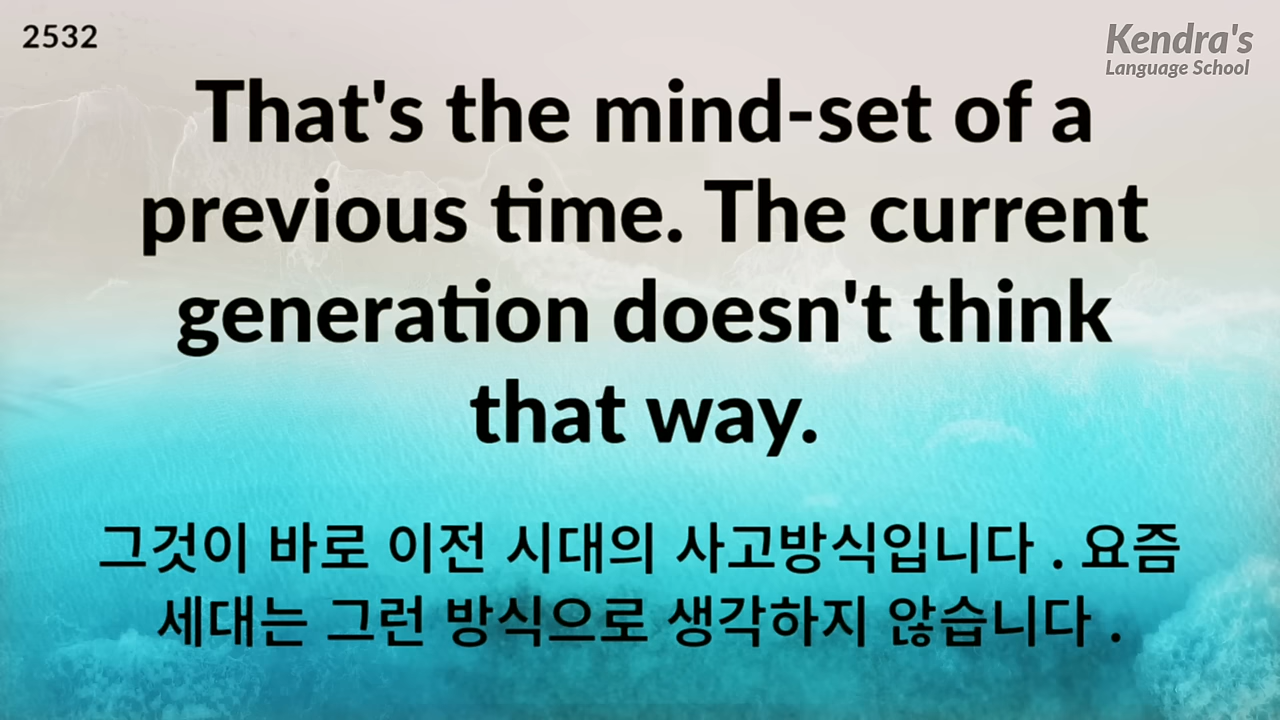 2532
Kendra's
Language School
That's the mind-set of a
previous time. The current
generation doesn't think
that way.
그것이 바로 이전 시대의 사고방식입니다 . 요즘
세대는 그런 방식으로 생각하지 않습니다 .